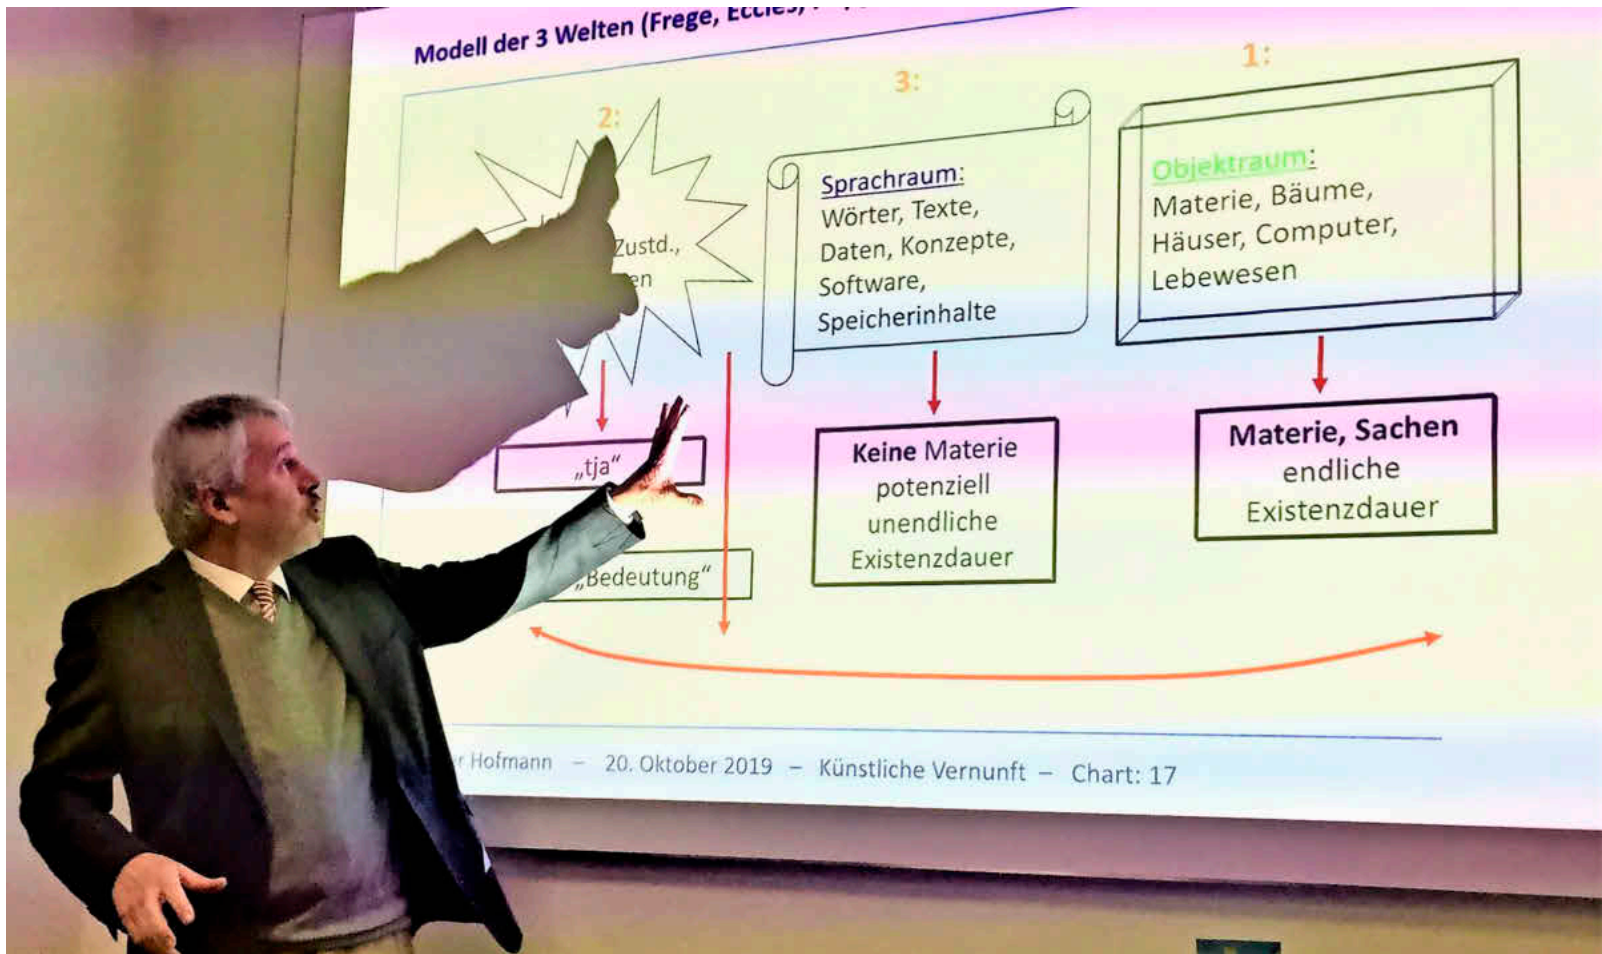 Modell der 3 Welten (Frege, Eccles,
2:
Zustd.,
en
„tja“
„Bedeutung“
3:
Sprachraum:
Wörter, Texte,
Daten, Konzepte,
Software,
Speicherinhalte
Keine Materie
potenziell
unendliche
Existenzdauer
1:
Objektraum:
Materie, Bäume,
Häuser, Computer,
Lebewesen
Materie, Sachen
endliche
Existenzdauer
r Hofmann – 20. Oktober 2019 – Künstliche Vernunft – Chart: 17